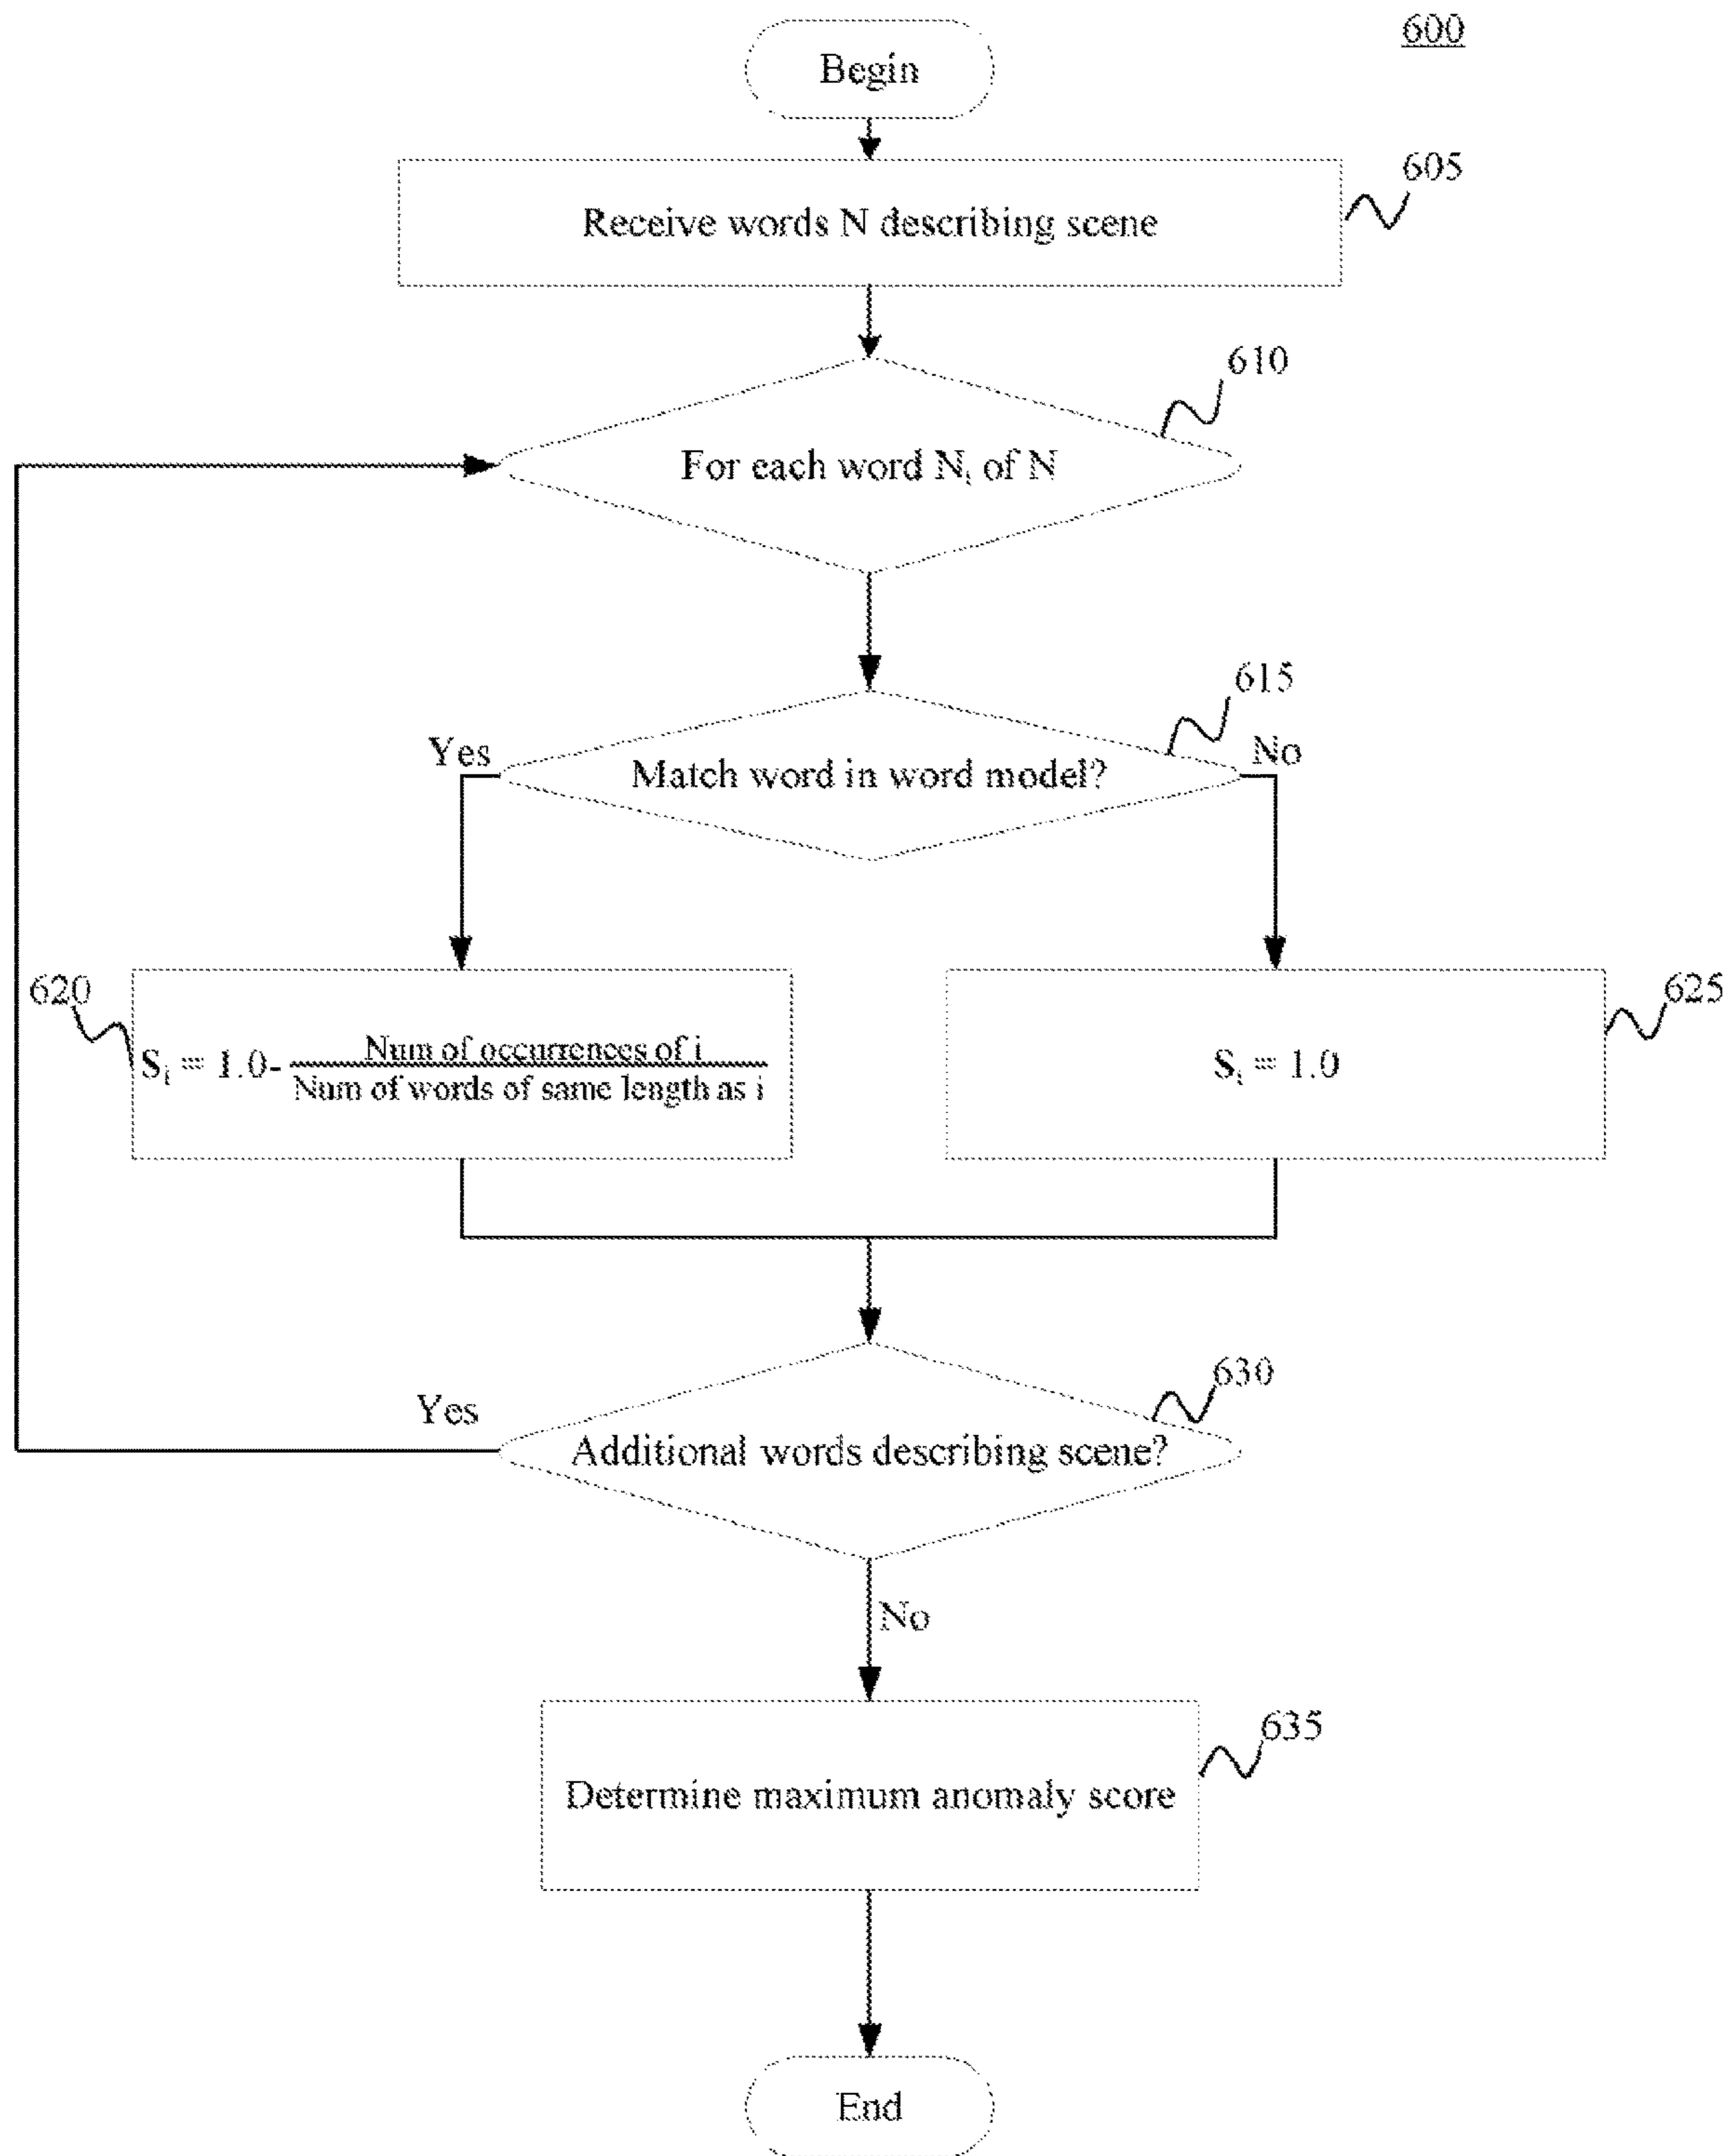 600
Begin
605
Receive words N describing scene
610
For each word Nᵢ of N
615
Yes
No
Match word in word model?
620
625
Num of occurrences of i
Sᵢ = 1.0-
Num of words of same length as i
Sᵢ = 1.0
630
Yes
Additional words describing scene?
No
635
Determine maximum anomaly score
End